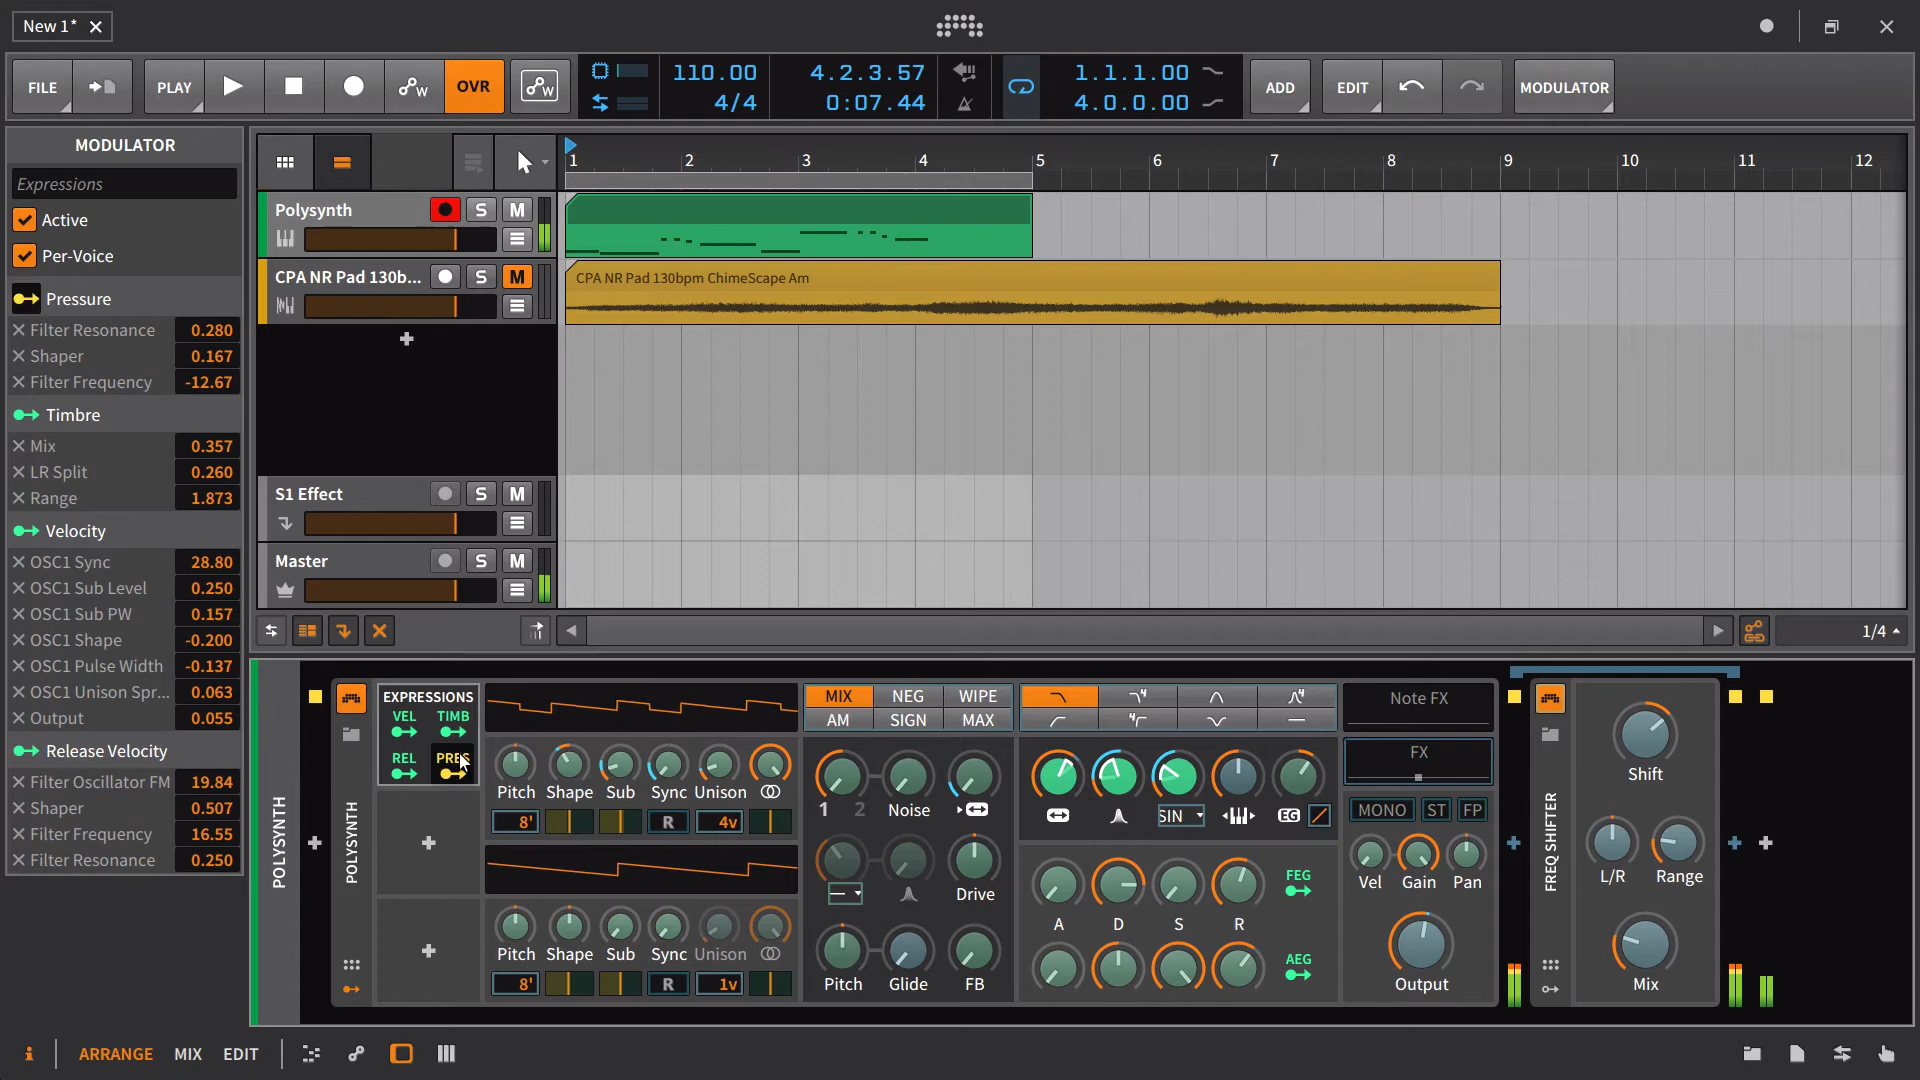 New 1*
FILE
PLAY
OVR
110.00
4/4
4.2.3.57
0:07.44
1.1.1.00
4.0.0.00
ADD
EDIT
MODULATOR
MODULATOR
Expressions
Active
Per-Voice
Pressure
Filter Resonance 0.280
Shaper 0.167
Filter Frequency -12.67
Timbre
Mix 0.357
LR Split 0.260
Range 1.873
Velocity
OSC1 Sync 28.80
OSC1 Sub Level 0.250
OSC1 Sub PW 0.157
OSC1 Shape -0.200
OSC1 Pulse Width -0.137
OSC1 Unison Spr... 0.063
Output 0.055
Release Velocity
Filter Oscillator FM 19.84
Shaper 0.507
Filter Frequency 16.55
Filter Resonance 0.250
1 2 3 4 5 6 7 8 9 10 11 12
Polysynth S M
CPA NR Pad 130b... S M
CPA NR Pad 130bpm ChimeScape Am
S1 Effect S M
Master S M
1/4
POLYSYNTH
POLYSYNTH
EXPRESSIONS
VEL TIMB
REL PRES
Pitch Shape Sub Sync Unison
8' R 4v
Pitch Shape Sub Sync Unison
8' R 1v
MIX NEG WIPE
AM SIGN MAX
1 2 Noise
Drive
Pitch Glide FB
SIN EG
FEG
A D S R
AEG
Note FX
FX
MONO ST FP
Vel Gain Pan
Output
FREQ SHIFTER
Shift
L/R Range
Mix
ARRANGE MIX EDIT